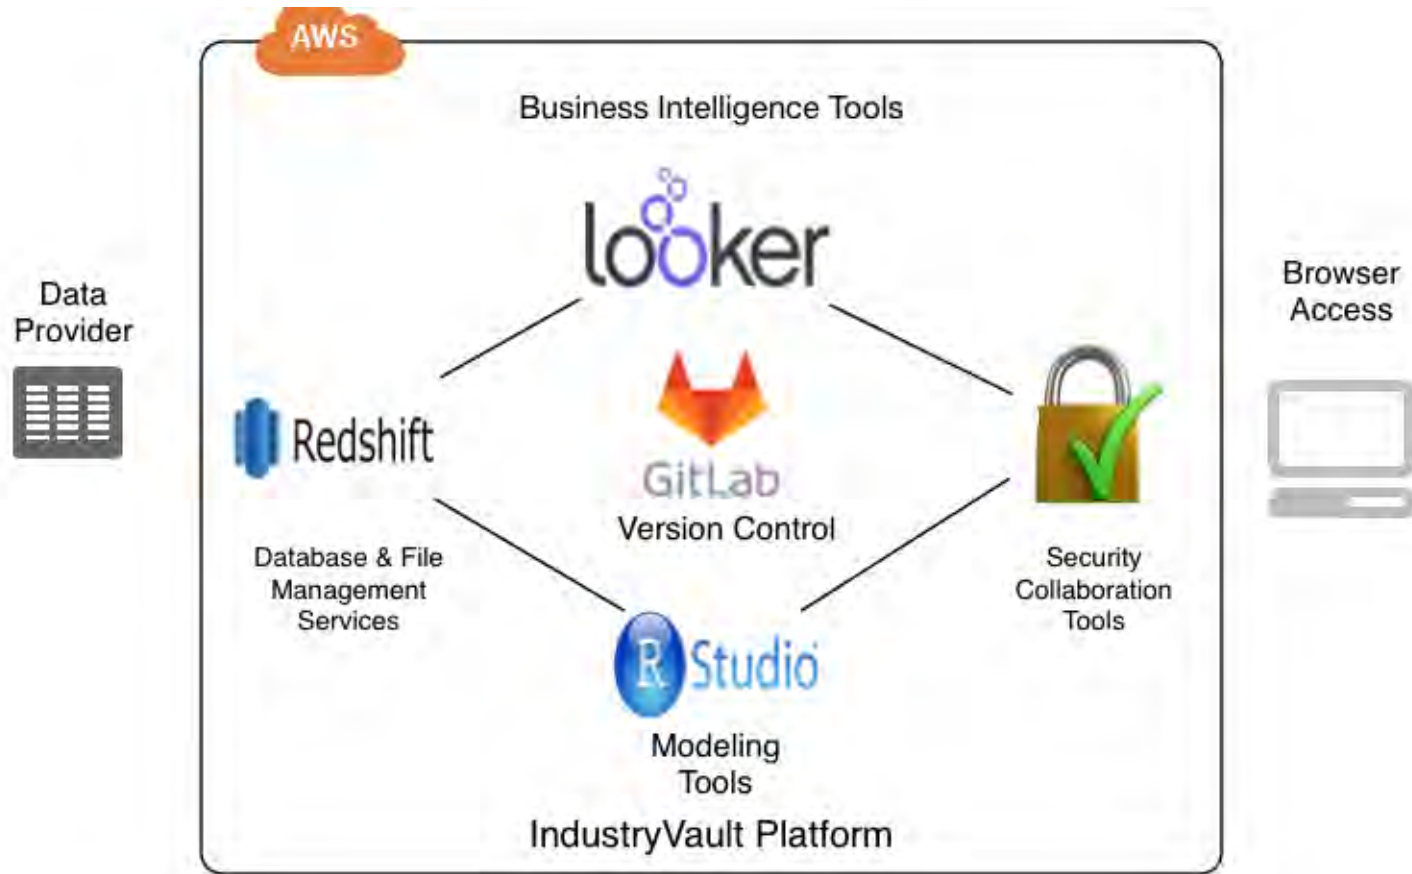 AWS
Business Intelligence Tools
looker
Data
Provider
Browser
Access
Redshift
GitLab
Version Control
Database & File
Management
Services
Security
Collaboration
Tools
R Studio
Modeling
Tools
IndustryVault Platform